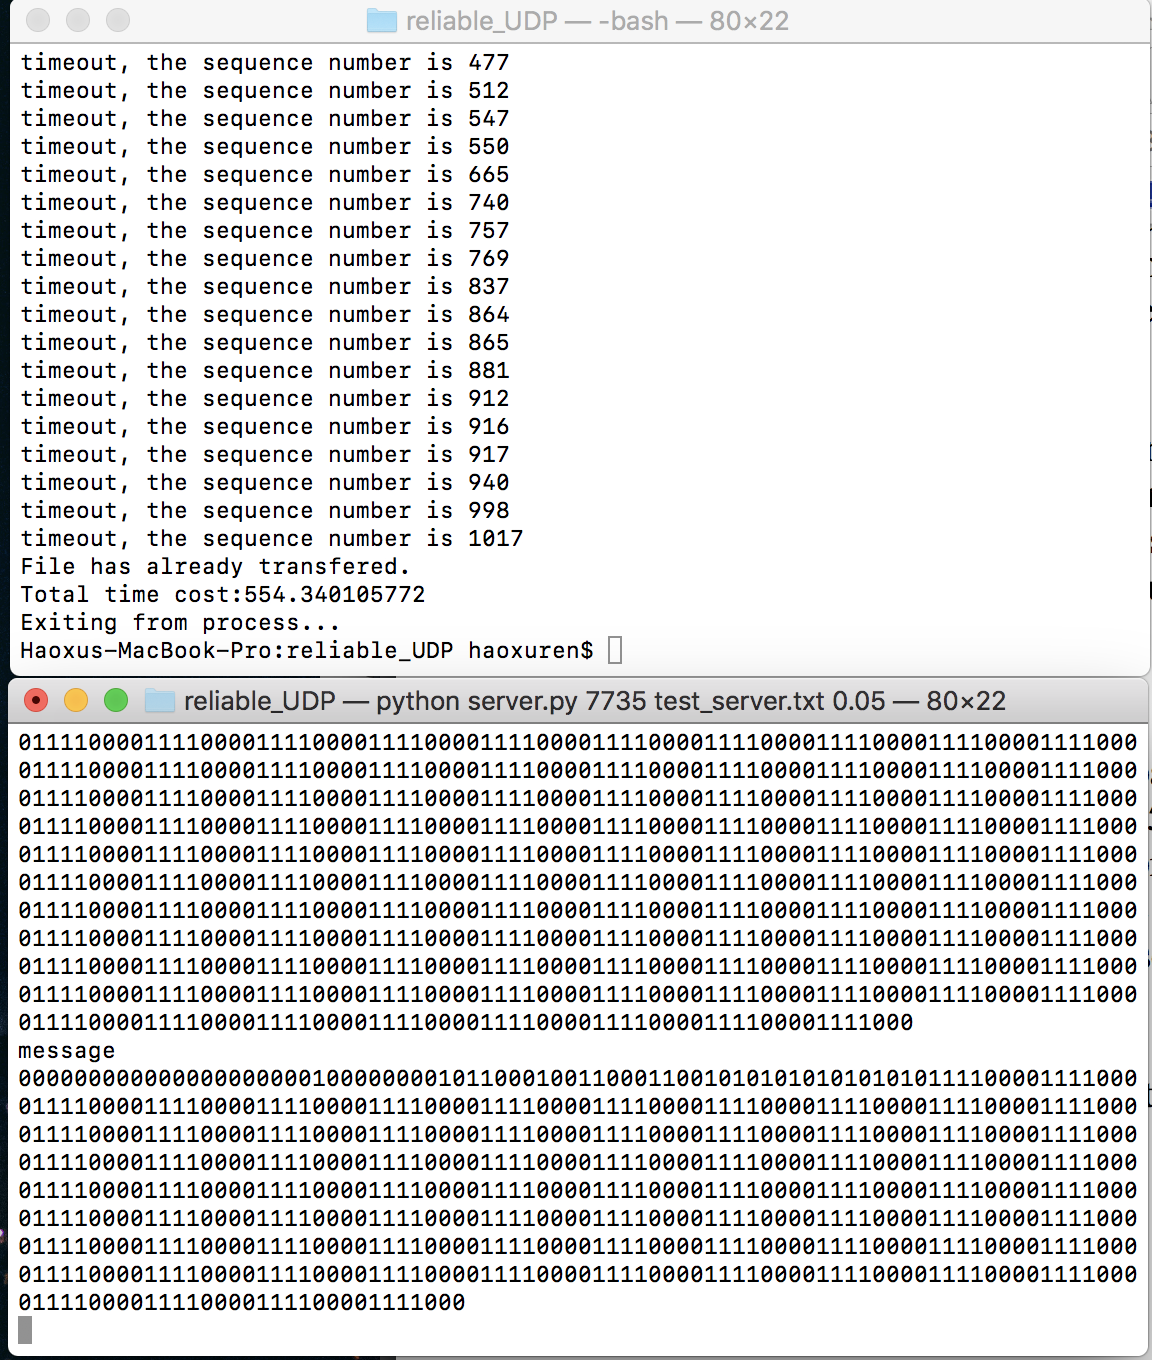 reliable_UDP — -bash — 80×22
timeout, the sequence number is 477
timeout, the sequence number is 512
timeout, the sequence number is 547
timeout, the sequence number is 550
timeout, the sequence number is 665
timeout, the sequence number is 740
timeout, the sequence number is 757
timeout, the sequence number is 769
timeout, the sequence number is 837
timeout, the sequence number is 864
timeout, the sequence number is 865
timeout, the sequence number is 881
timeout, the sequence number is 912
timeout, the sequence number is 916
timeout, the sequence number is 917
timeout, the sequence number is 940
timeout, the sequence number is 998
timeout, the sequence number is 1017
File has already transfered.
Total time cost:554.340105772
Exiting from process...
Haoxus-MacBook-Pro:reliable_UDP haoxuren$
reliable_UDP — python server.py 7735 test_server.txt 0.05 — 80×22
01111000011110000111100001111000011110000111100001111000011110000111100001111000
01111000011110000111100001111000011110000111100001111000011110000111100001111000
01111000011110000111100001111000011110000111100001111000011110000111100001111000
01111000011110000111100001111000011110000111100001111000011110000111100001111000
01111000011110000111100001111000011110000111100001111000011110000111100001111000
01111000011110000111100001111000011110000111100001111000011110000111100001111000
01111000011110000111100001111000011110000111100001111000011110000111100001111000
01111000011110000111100001111000011110000111100001111000011110000111100001111000
01111000011110000111100001111000011110000111100001111000011110000111100001111000
01111000011110000111100001111000011110000111100001111000011110000111100001111000
0111100001111000011110000111100001111000011110000111100001111000
message
00000000000000000000010000000010110001001100011001010101010101010111100001111000
01111000011110000111100001111000011110000111100001111000011110000111100001111000
01111000011110000111100001111000011110000111100001111000011110000111100001111000
01111000011110000111100001111000011110000111100001111000011110000111100001111000
01111000011110000111100001111000011110000111100001111000011110000111100001111000
01111000011110000111100001111000011110000111100001111000011110000111100001111000
01111000011110000111100001111000011110000111100001111000011110000111100001111000
01111000011110000111100001111000011110000111100001111000011110000111100001111000
01111000011110000111100001111000